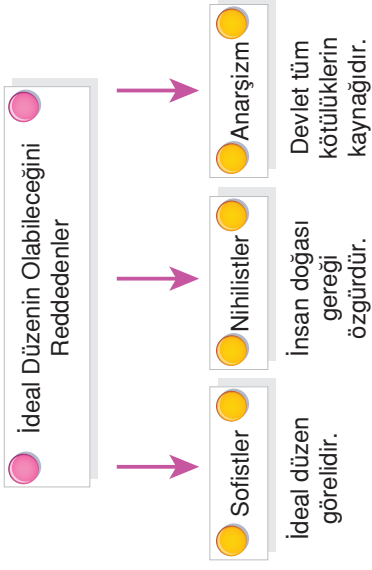 İdeal Düzenin Olabileceğini
Reddedenler
Sofistler
İdeal düzen
görelidir.
Nihilistler
İnsan doğası
gereği
özgürdür.
Anarşizm
Devlet tüm
kötülüklerin
kaynağıdır.